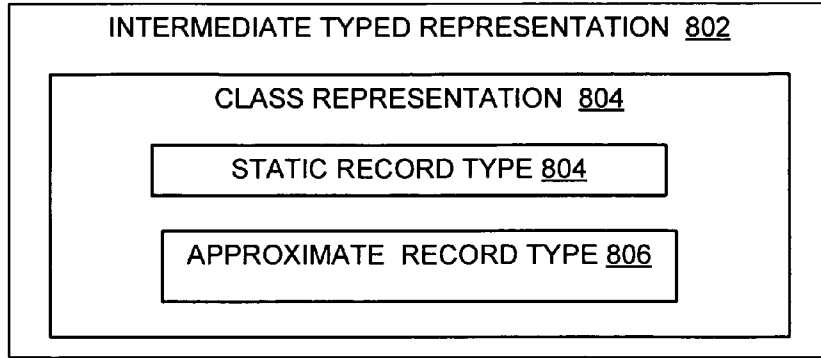 INTERMEDIATE TYPED REPRESENTATION 802
CLASS REPRESENTATION 804
STATIC RECORD TYPE 804
APPROXIMATE RECORD TYPE 806